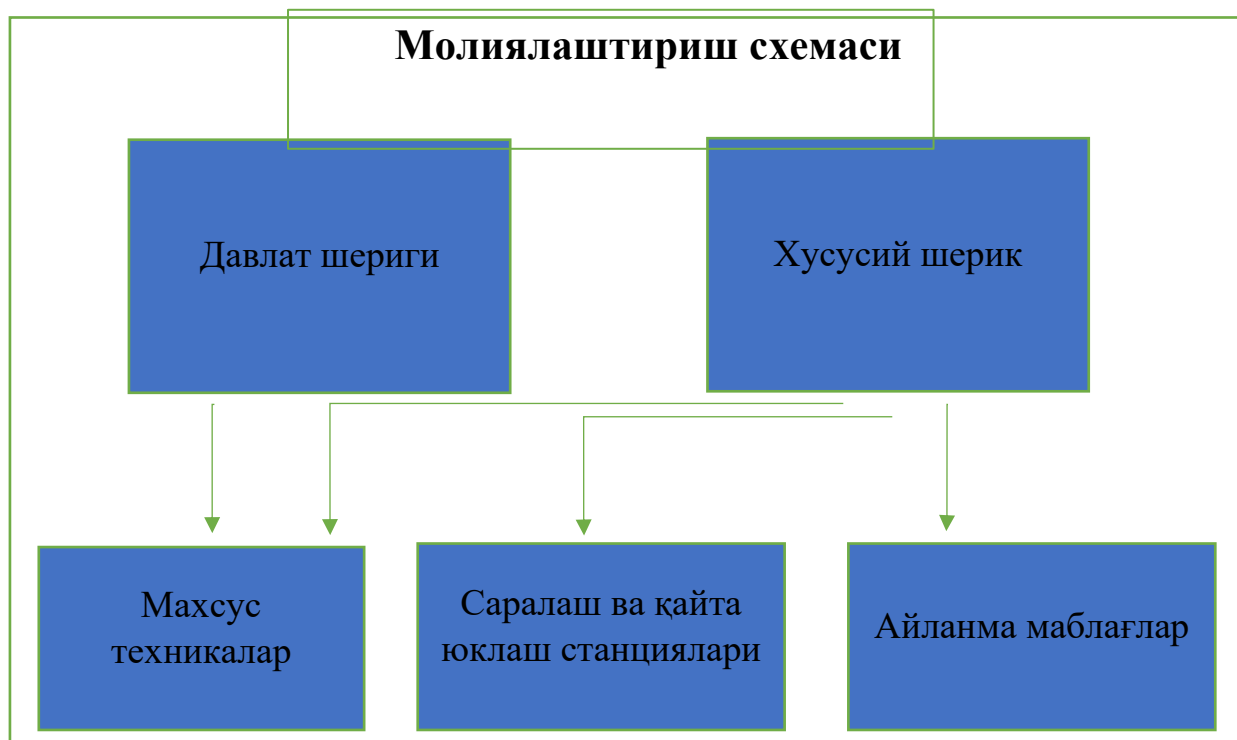 Молиялаштириш схемаси
Давлат шериги
Хусусий шерик
Махсус
техникалар
Саралаш ва қайта
юклаш станциялари
Айланма маблағлар